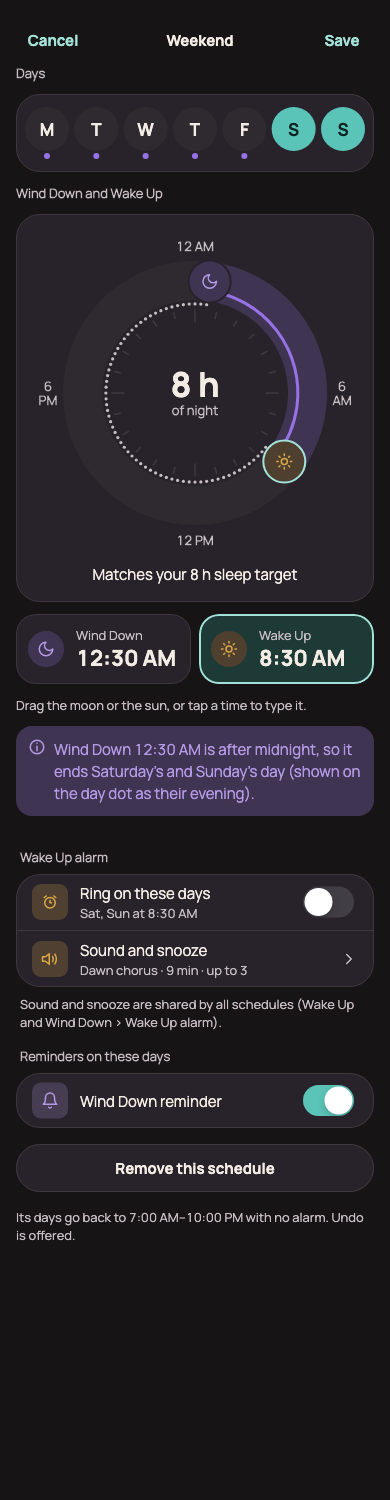 Cancel
Weekend
Save
Days
M T W T F S S
Wind Down and Wake Up
12 AM
6 PM
8 h
of night
6 AM
12 PM
Matches your 8 h sleep target
Wind Down
12:30 AM
Wake Up
8:30 AM
Drag the moon or the sun, or tap a time to type it.
Wind Down 12:30 AM is after midnight, so it
ends Saturday's and Sunday's day (shown on
the day dot as their evening).
Wake Up alarm
Ring on these days
Sat, Sun at 8:30 AM
Sound and snooze
Dawn chorus · 9 min · up to 3
Sound and snooze are shared by all schedules (Wake Up
and Wind Down › Wake Up alarm).
Reminders on these days
Wind Down reminder
Remove this schedule
Its days go back to 7:00 AM–10:00 PM with no alarm. Undo
is offered.